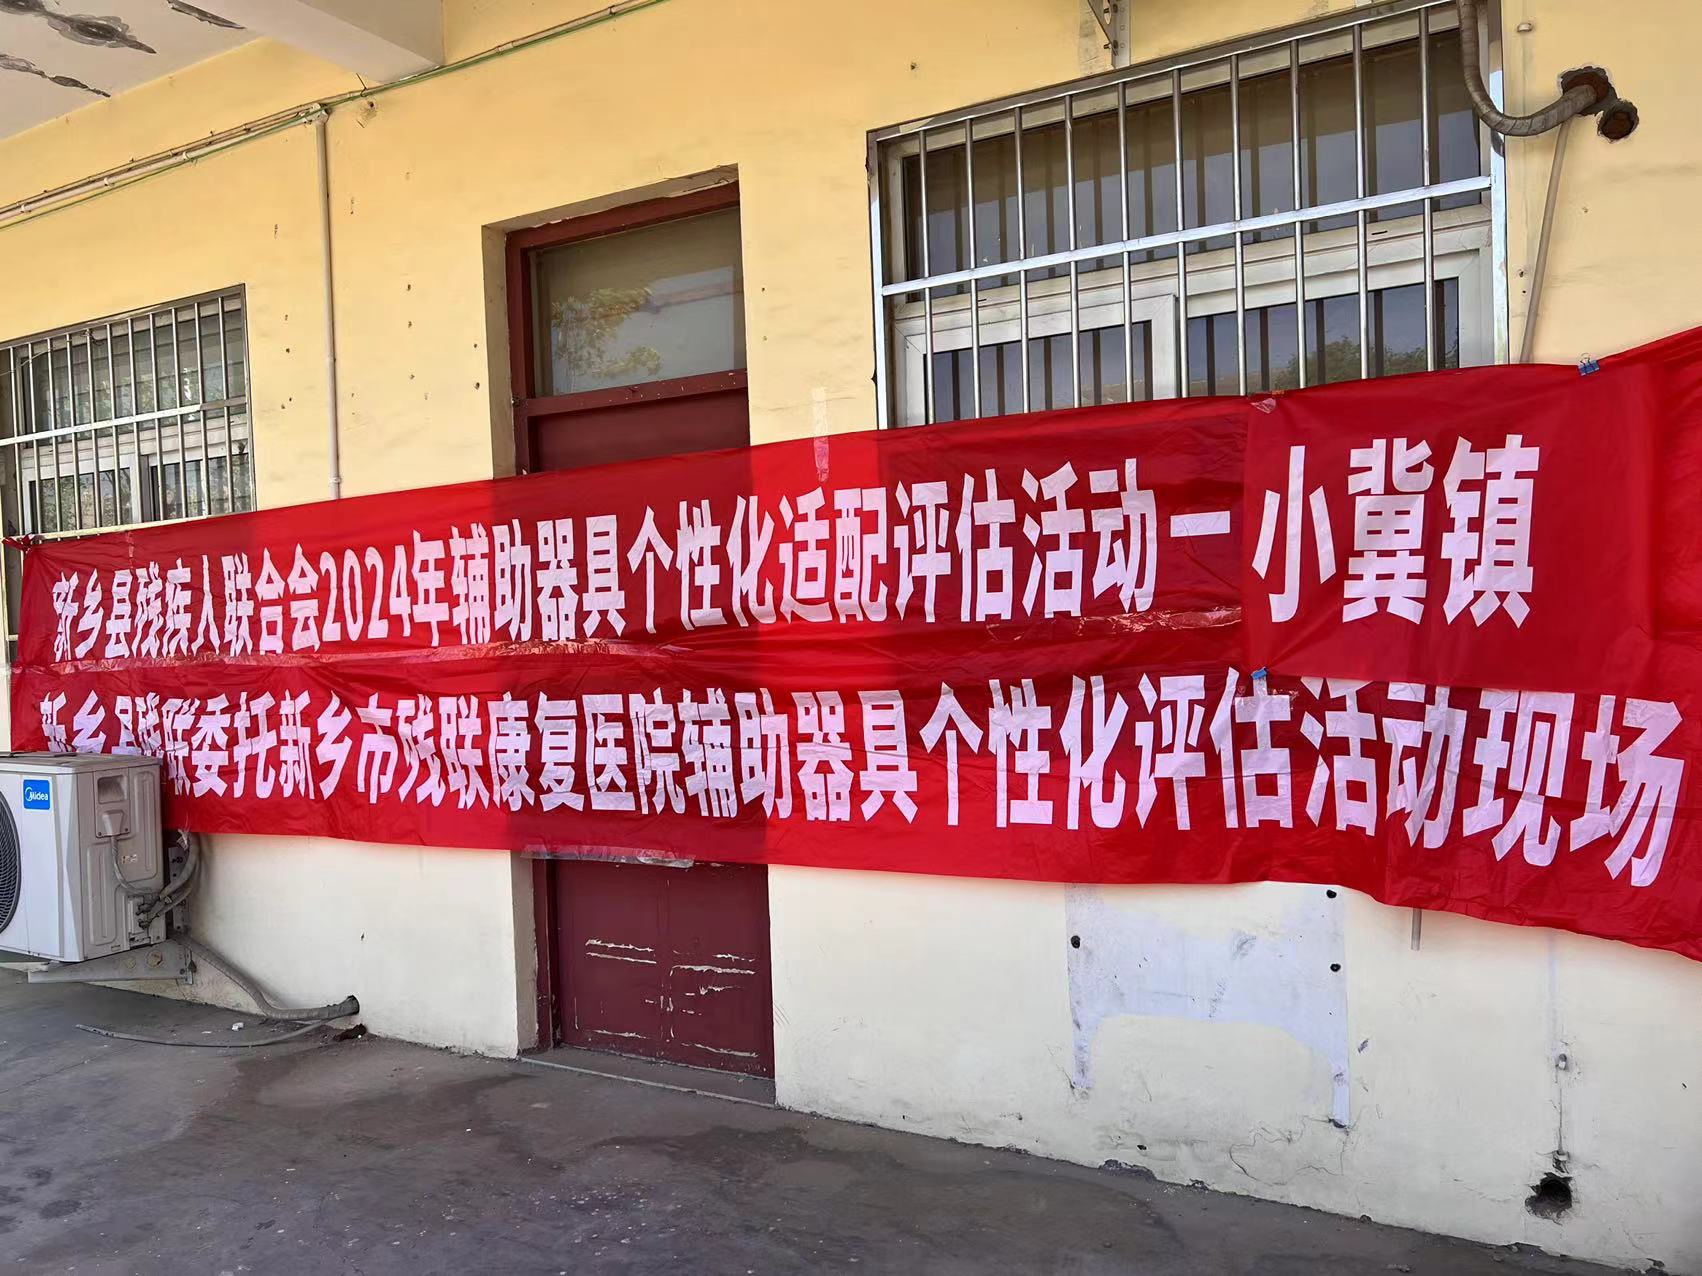 新乡县残疾人联合会2024年辅助器具个性化适配评估活动－小冀镇
新乡县残联委托新乡市残联康复医院辅助器具个性化评估活动现场
Midea